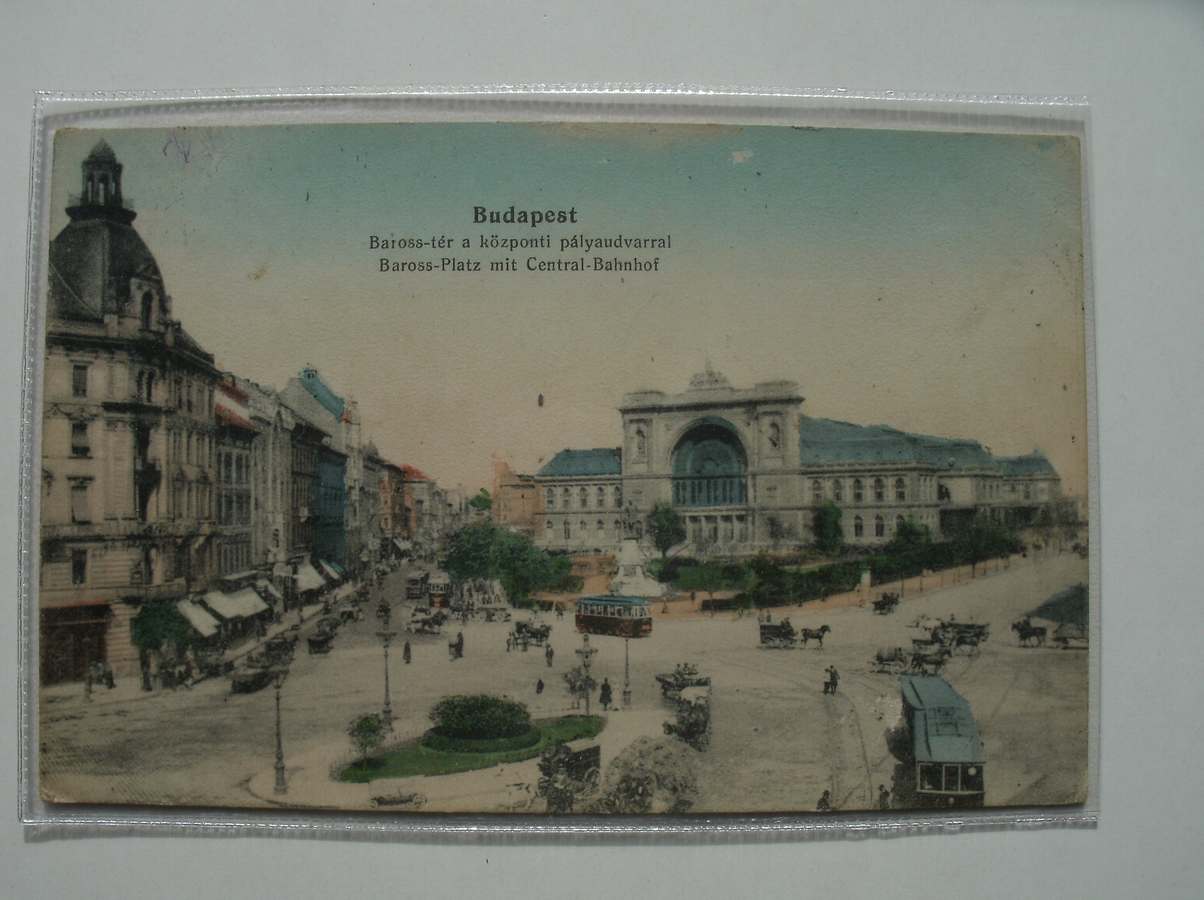 Budapest
Baross-tér a központi pályaudvarral
Baross-Platz mit Central-Bahnhof